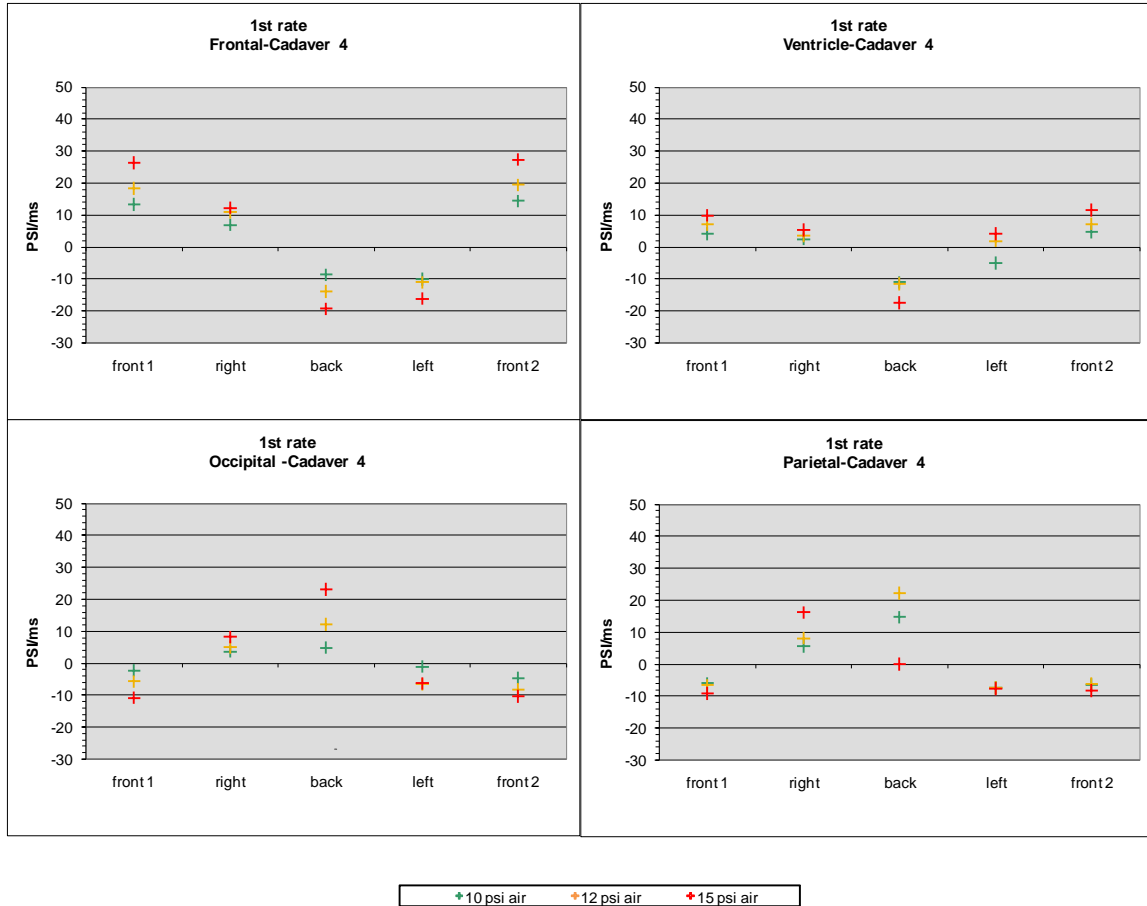 1st rate
Frontal-Cadaver 4
PSI/ms
50
40
30
20
10
0
-10
-20
-30
front 1 right back left front 2
1st rate
Ventricle-Cadaver 4
PSI/ms
50
40
30
20
10
0
-10
-20
-30
front 1 right back left front 2
1st rate
Occipital -Cadaver 4
PSI/ms
50
40
30
20
10
0
-10
-20
-30
front 1 right back left front 2
1st rate
Parietal-Cadaver 4
PSI/ms
50
40
30
20
10
0
-10
-20
-30
front 1 right back left front 2
10 psi air 12 psi air 15 psi air